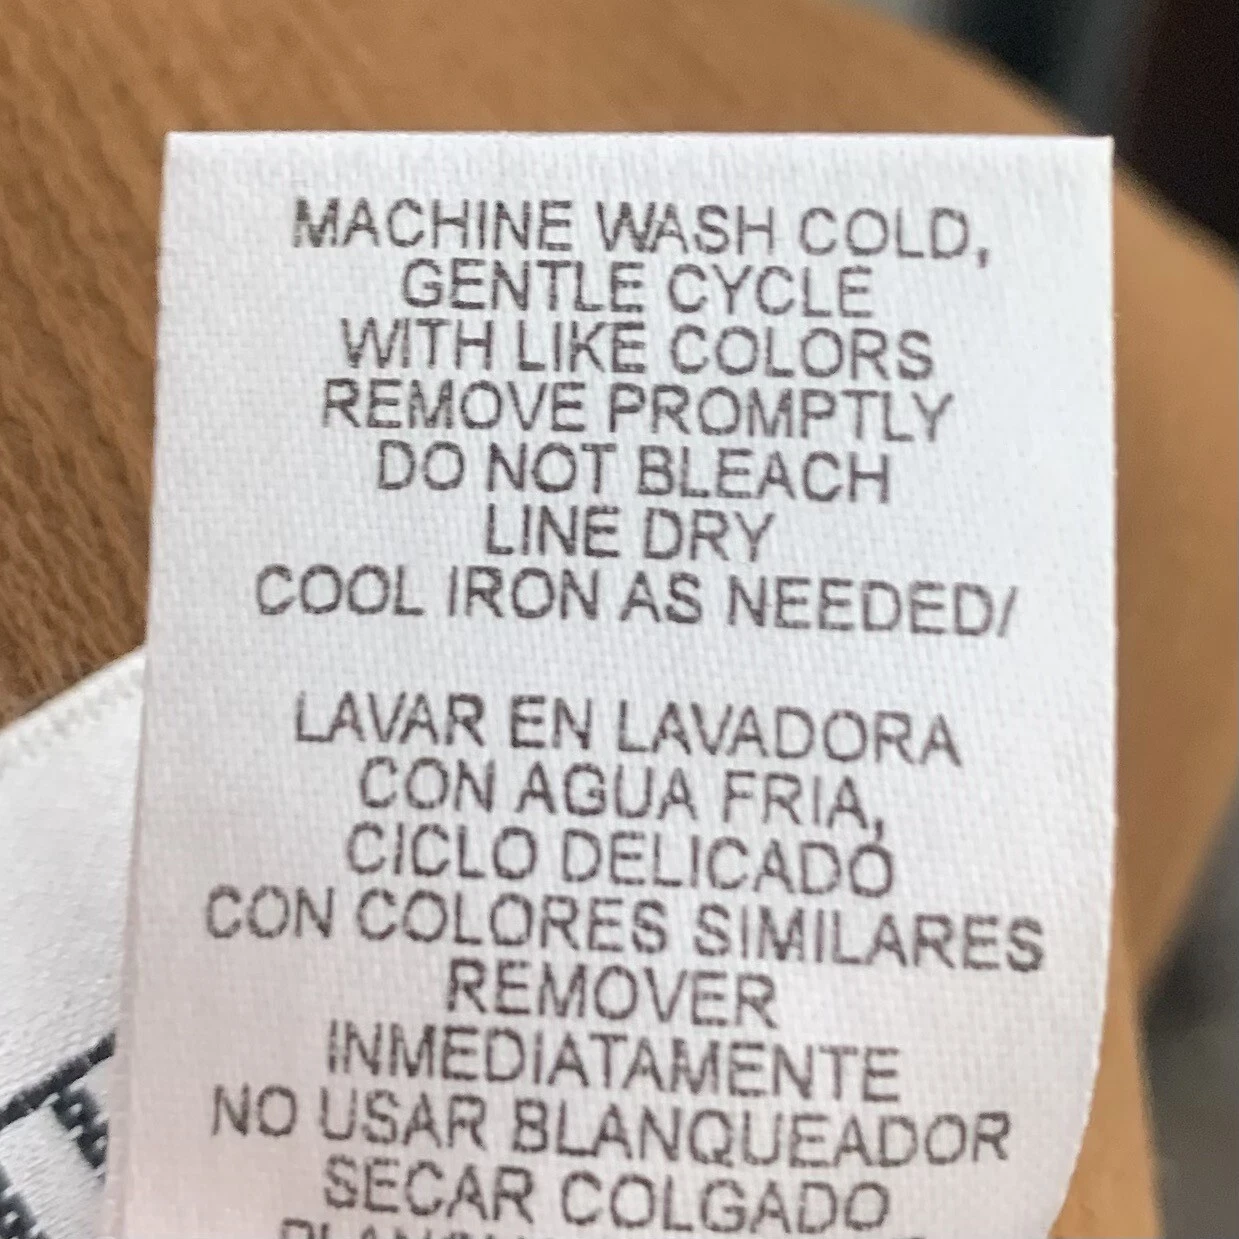 MACHINE WASH COLD,
GENTLE CYCLE
WITH LIKE COLORS
REMOVE PROMPTLY
DO NOT BLEACH
LINE DRY
COOL IRON AS NEEDED/
LAVAR EN LAVADORA
CON AGUA FRIA,
CICLO DELICADO
CON COLORES SIMILARES
REMOVER
INMEDIATAMENTE
NO USAR BLANQUEADOR
SECAR COLGADO